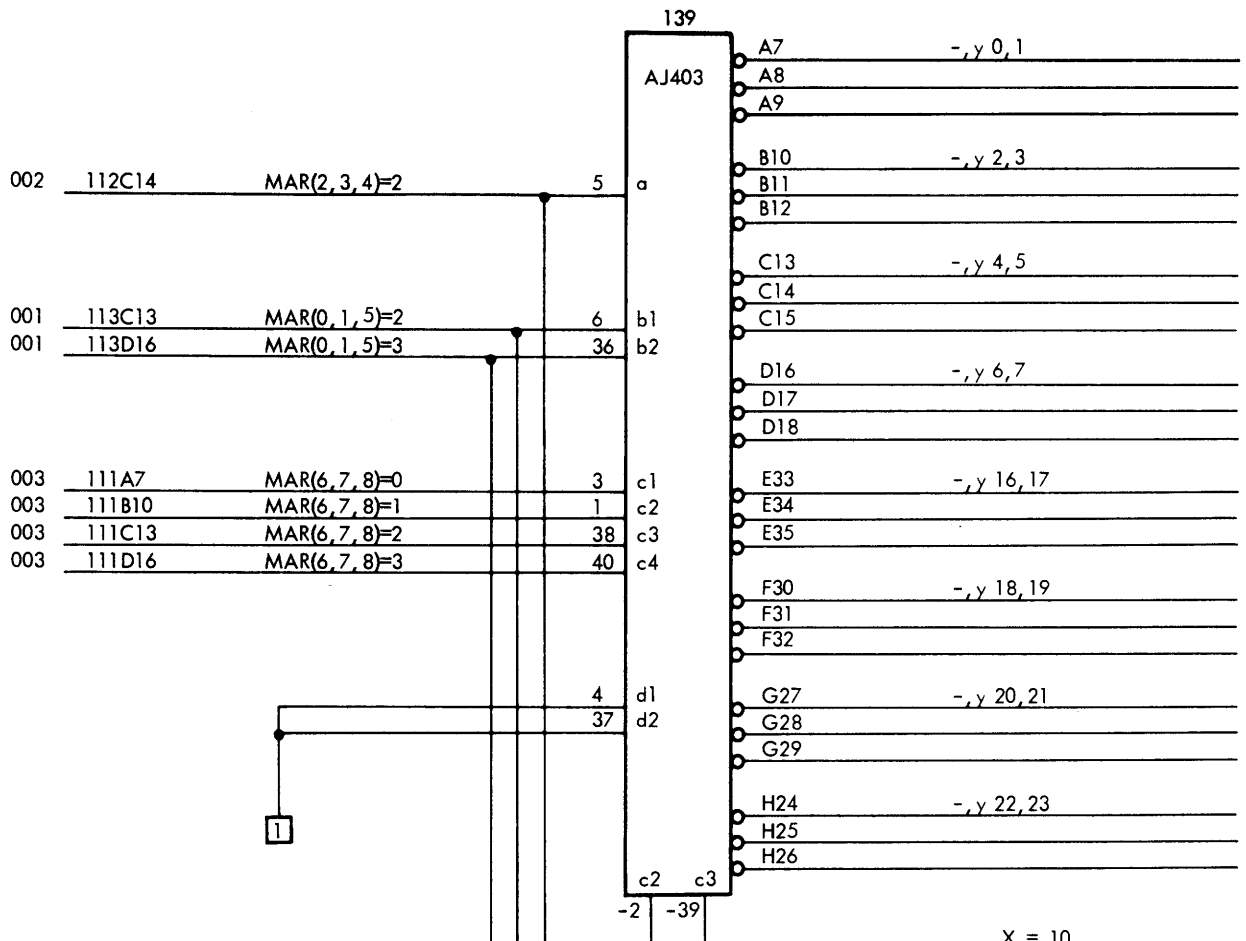 139
AJ403
A7 -, y 0,1
A8
A9
B10 -, y 2,3
002 112C14 MAR(2,3,4)=2 5 a
B11
B12
C13 -, y 4,5
C14
001 113C13 MAR(0,1,5)=2 6 b1
C15
001 113D16 MAR(0,1,5)=3 36 b2
D16 -, y 6,7
D17
D18
003 111A7 MAR(6,7,8)=0 3 c1
E33 -, y 16,17
003 111B10 MAR(6,7,8)=1 1 c2
E34
003 111C13 MAR(6,7,8)=2 38 c3
E35
003 111D16 MAR(6,7,8)=3 40 c4
F30 -, y 18,19
F31
F32
4 d1
G27 -, y 20,21
37 d2
G28
G29
H24 -, y 22,23
1
H25
H26
c2 c3
-2 -39
X = 10